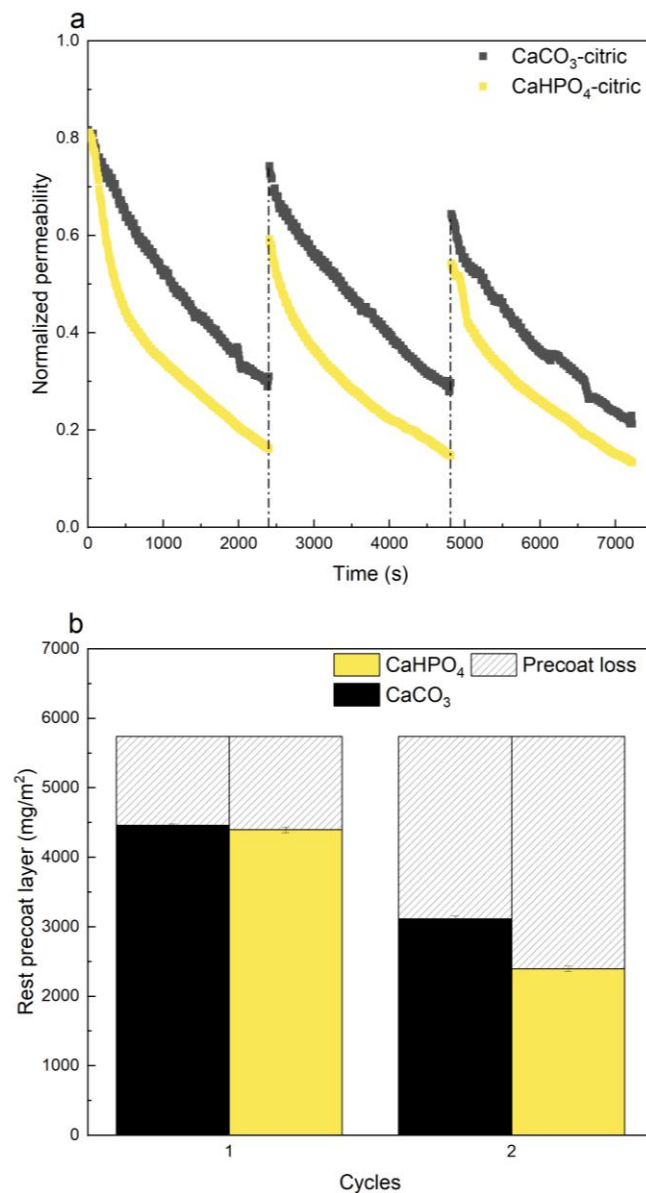 a
CaCO₃-citric
CaHPO₄-citric
Normalized permeability
1.0
0.8
0.6
0.4
0.2
0.0
0 1000 2000 3000 4000 5000 6000 7000
Time (s)
b
CaHPO₄ Precoat loss
CaCO₃
Rest precoat layer (mg/m²)
7000
6000
5000
4000
3000
2000
1000
0
1 2
Cycles